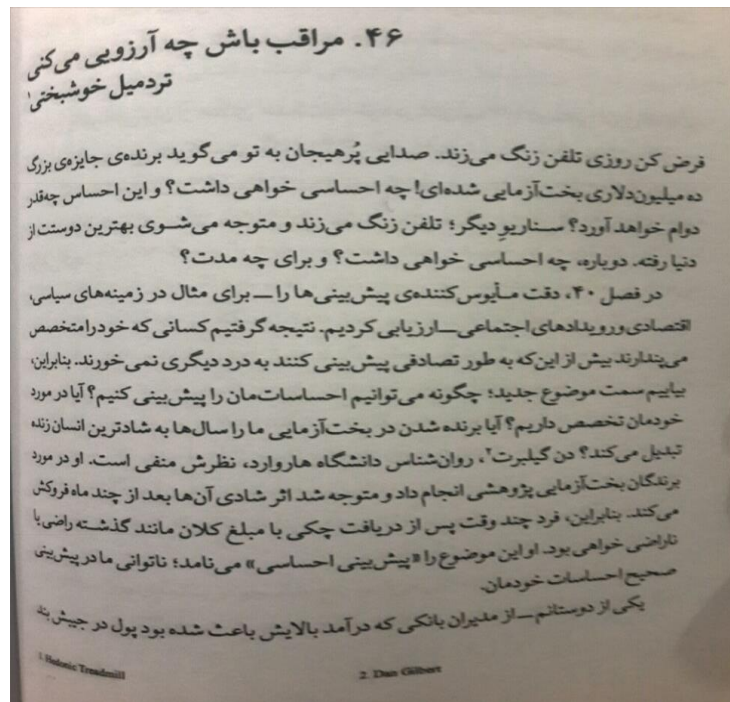 ۴۶. مراقب باش چه آرزویی می‌کنی
تردمیل خوشبختی۱
فرض کن روزی تلفن زنگ می‌زند. صدایی پُرهیجان به تو می‌گوید برنده‌ی جایزه‌ی بزرگ
ده میلیون‌دلاری بخت‌آزمایی شده‌ای! چه احساسی خواهی داشت؟ و این احساس چه‌قدر
دوام خواهد آورد؟ سناریوِ دیگر؛ تلفن زنگ می‌زند و متوجه می‌شوی بهترین دوستت از
دنیا رفته. دوباره، چه احساسی خواهی داشت؟ و برای چه مدت؟
در فصل ۴۰، دقت مأیوس‌کننده‌ی پیش‌بینی‌ها را — برای مثال در زمینه‌های سیاسی،
اقتصادی و رویدادهای اجتماعی — ارزیابی کردیم. نتیجه گرفتیم کسانی که خود را متخصص
می‌پندارند بیش از این‌که به طور تصادفی پیش‌بینی کنند به درد دیگری نمی‌خورند. بنابراین،
بیاییم سمت موضوع جدید؛ چگونه می‌توانیم احساسات‌مان را پیش‌بینی کنیم؟ آیا در مورد
خودمان تخصص داریم؟ آیا برنده شدن در بخت‌آزمایی ما را سال‌ها به شادترین انسان زنده
تبدیل می‌کند؟ دن گیلبرت۲، روان‌شناس دانشگاه هاروارد، نظرش منفی است. او در مورد
برندگان بخت‌آزمایی پژوهشی انجام داد و متوجه شد اثر شادی آن‌ها بعد از چند ماه فروکش
می‌کند. بنابراین، فرد چند وقت پس از دریافت چکی با مبلغ کلان مانند گذشته راضی یا
ناراضی خواهی بود. او این موضوع را «پیش‌بینی احساسی» می‌نامد؛ ناتوانی ما در پیش‌بینی
صحیح احساسات خودمان.
یکی از دوستانم — از مدیران بانکی که درآمد بالایش باعث شده بود پول در جیبش بند
1. Hedonic Treadmill
2. Dan Gilbert